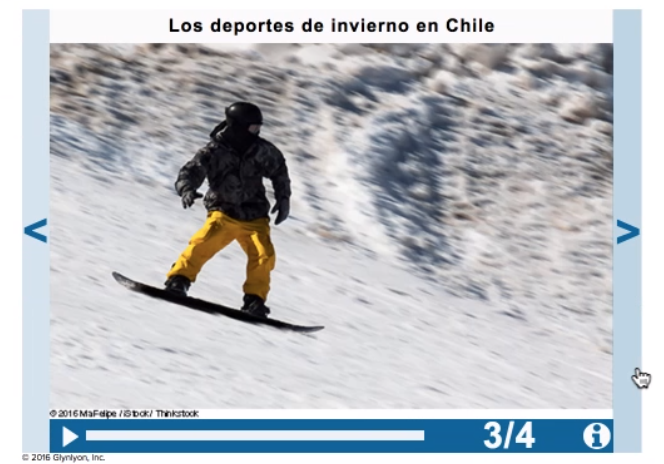 Los deportes de invierno en Chile
<
>
© 2016 MaFelipe / iStock / Thinkstock
3/4
i
© 2016 Glynlyon, Inc.